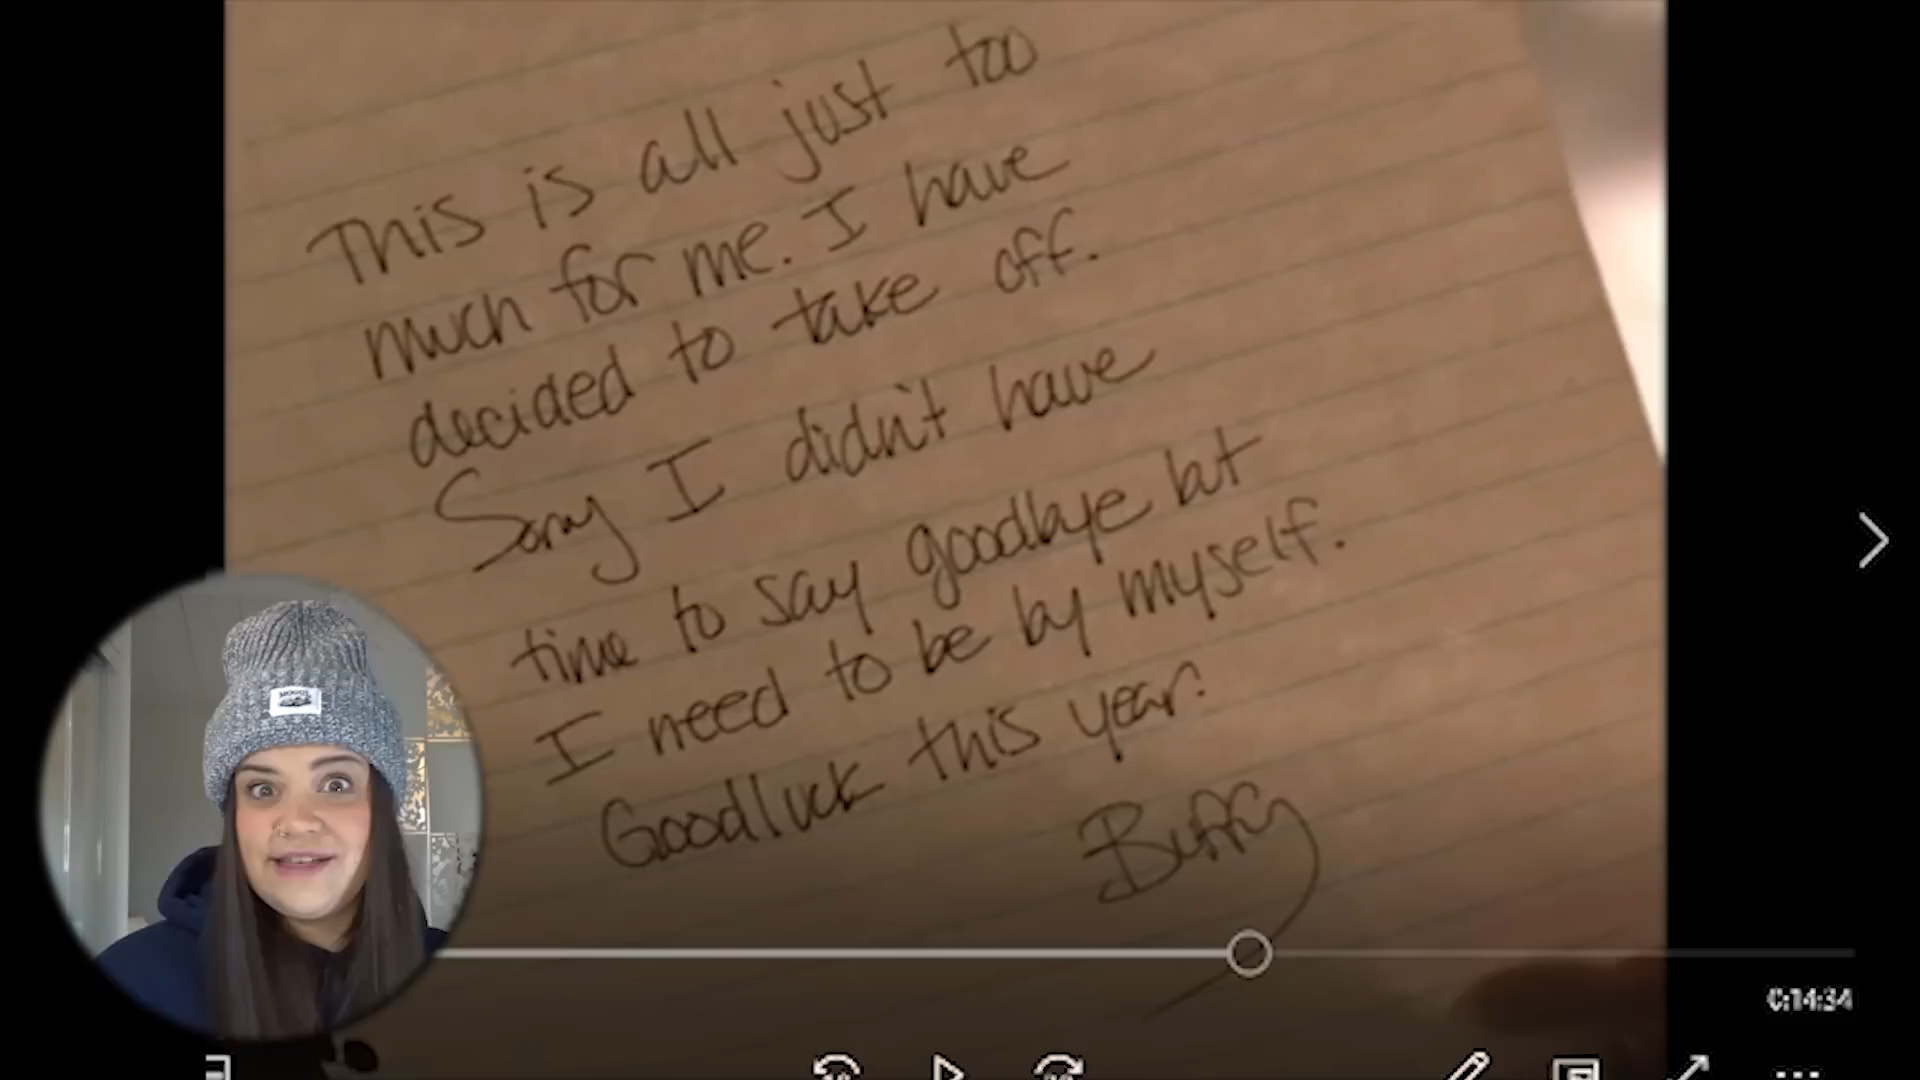 This is all just too
much for me. I have
decided to take off.
Sorry I didn't have
time to say goodbye but
I need to be by myself.
Goodluck this year.
Buffy
0:14:34